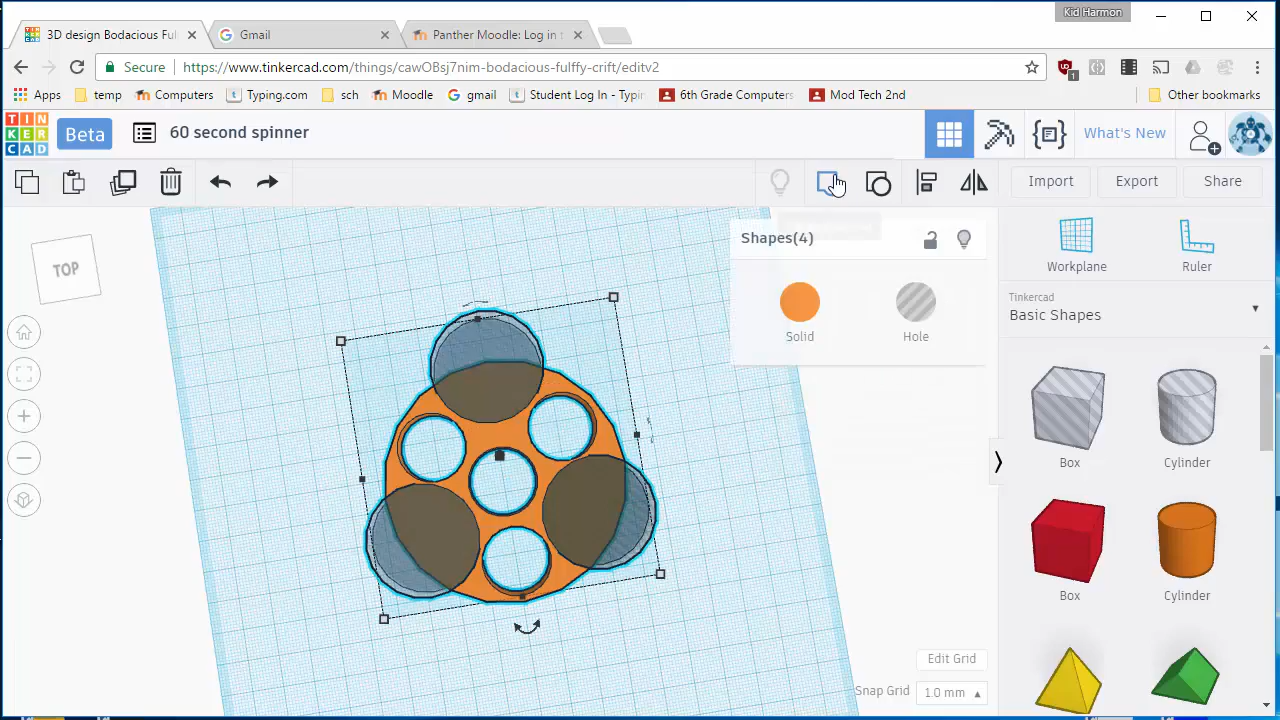 Kid Harmon
3D design Bodacious Ful
Gmail
Panther Moodle: Log in t
Secure
https://www.tinkercad.com/things/cawOBsj7nim-bodacious-fulffy-crift/editv2
1
Apps
temp
Computers
Typing.com
sch
Moodle
gmail
Student Log In - Typin
6th Grade Computers
Mod Tech 2nd
Other bookmarks
TIN
KER
CAD
Beta
60 second spinner
What's New
Import
Export
Share
TOP
Shapes(4)
Solid
Hole
Workplane
Ruler
Tinkercad
Basic Shapes
Box
Cylinder
Box
Cylinder
Edit Grid
Snap Grid
1.0 mm